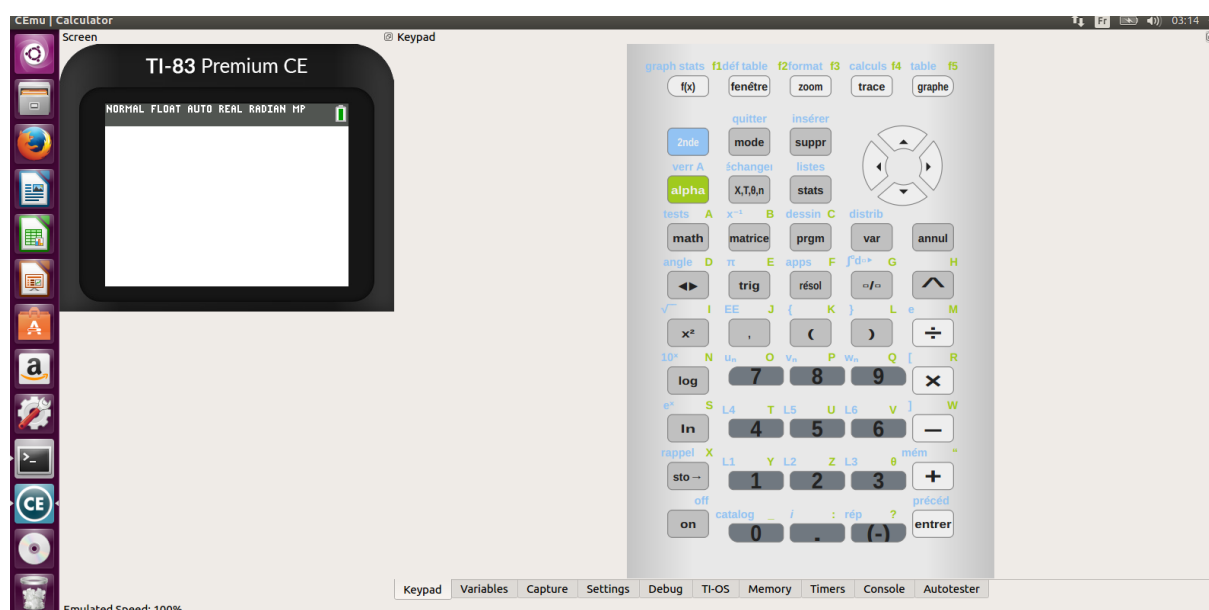 CEmu | Calculator
Fr 03:14
Screen
Keypad
TI-83 Premium CE
NORMAL FLOAT AUTO REAL RADIAN MP
graph stats f1 déf table f2 format f3 calculs f4 table f5
f(x) fenêtre zoom trace graphe
quitter insérer
2nde mode suppr
verr A échanger listes
alpha X,T,θ,n stats
tests A x⁻¹ B dessin C distrib
math matrice prgm var annul
angle D π E apps F G H
◄► trig résol ▫/▫ ^
√ I EE J { K } L e M
x² , ( ) ÷
10ˣ N uₙ O vₙ P wₙ Q [ R
log 7 8 9 ×
eˣ S L4 T L5 U L6 V ] W
ln 4 5 6 −
rappel X L1 Y L2 Z L3 θ mém “
sto→ 1 2 3 +
off catalog _ i : rép ? précéd
on 0 . (-) entrer
a
CE
Keypad Variables Capture Settings Debug TI-OS Memory Timers Console Autotester
Emulated Speed: 100%